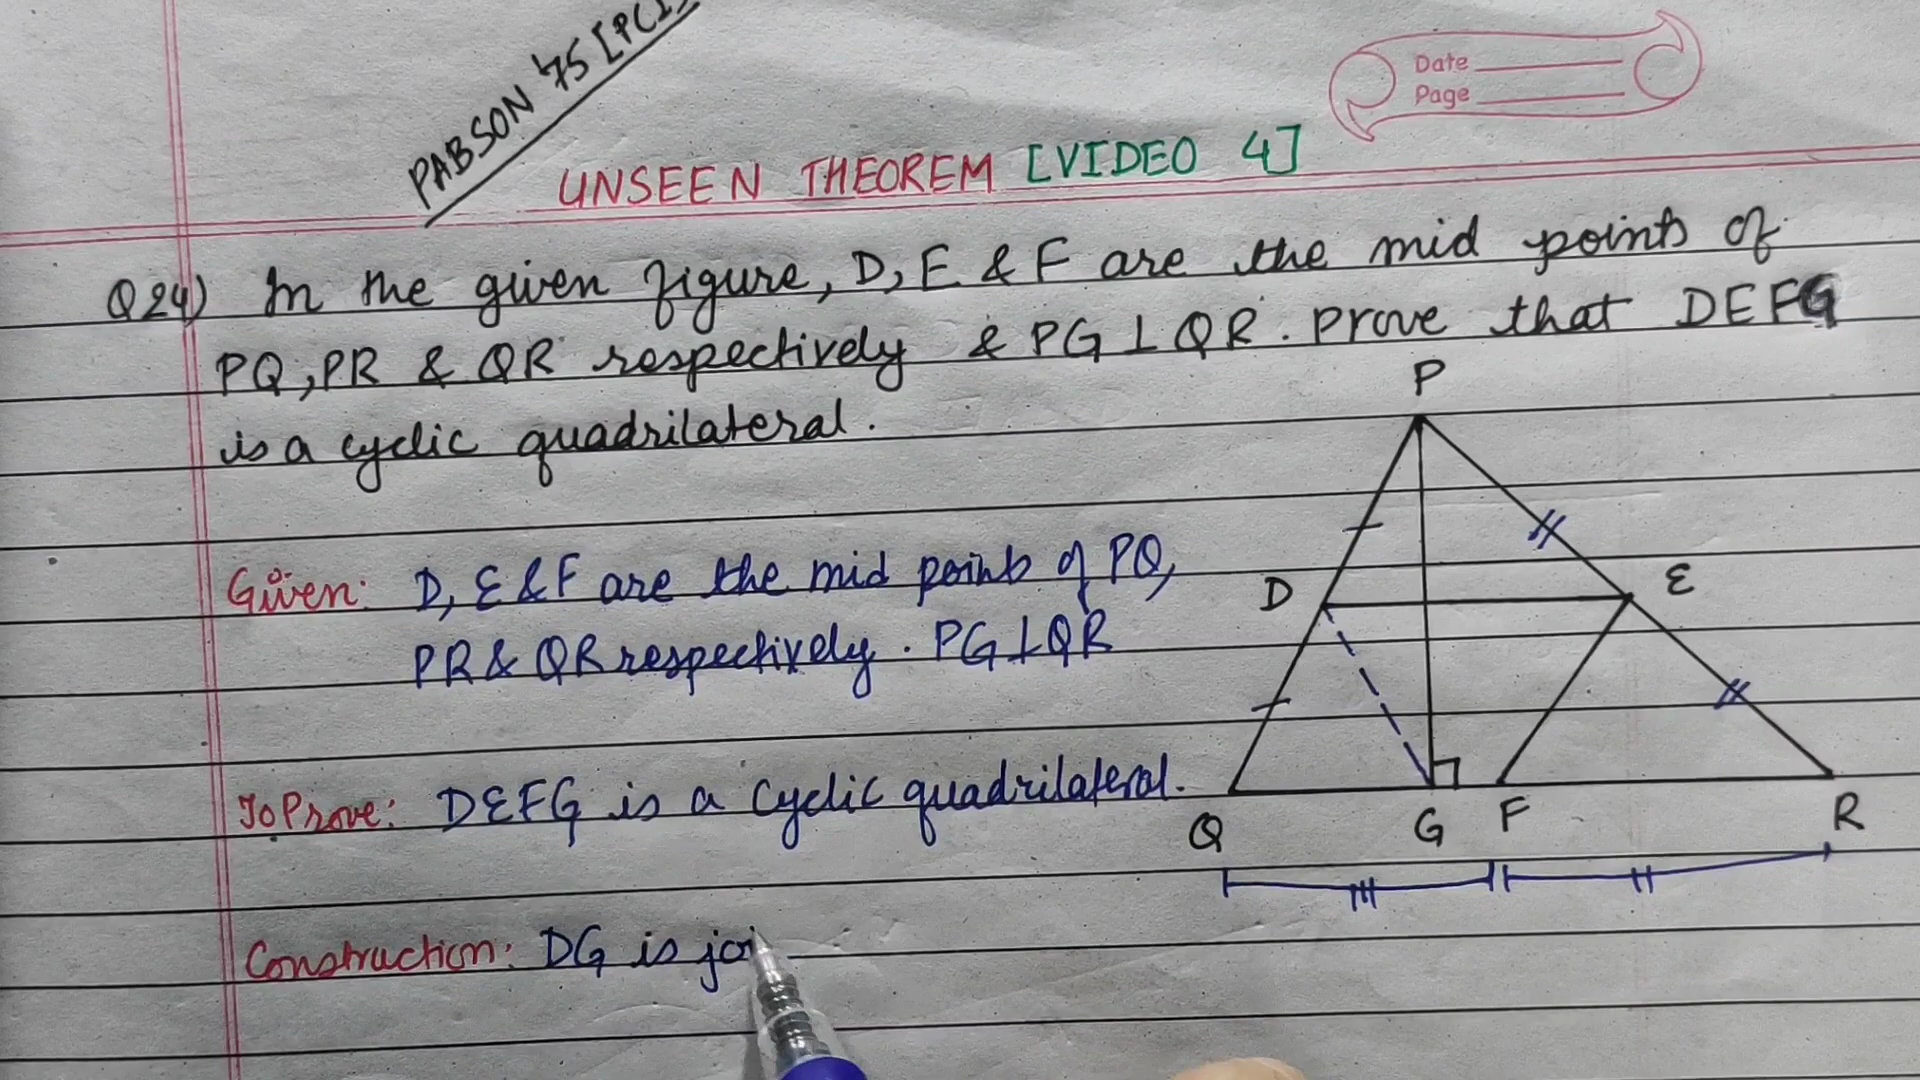 PABSON '75 [PCI]
Date
Page
UNSEEN THEOREM [VIDEO 4]
Q24) In the given figure, D, E & F are the mid points of
PQ, PR & QR respectively & PG ⊥ QR. Prove that DEFG
is a cyclic quadrilateral.
P
Given: D, E & F are the mid points of PQ,
D
E
PR & QR respectively. PG ⊥ QR
To Prove: DEFG is a cyclic quadrilateral.
Q G F R
Construction: DG is joi